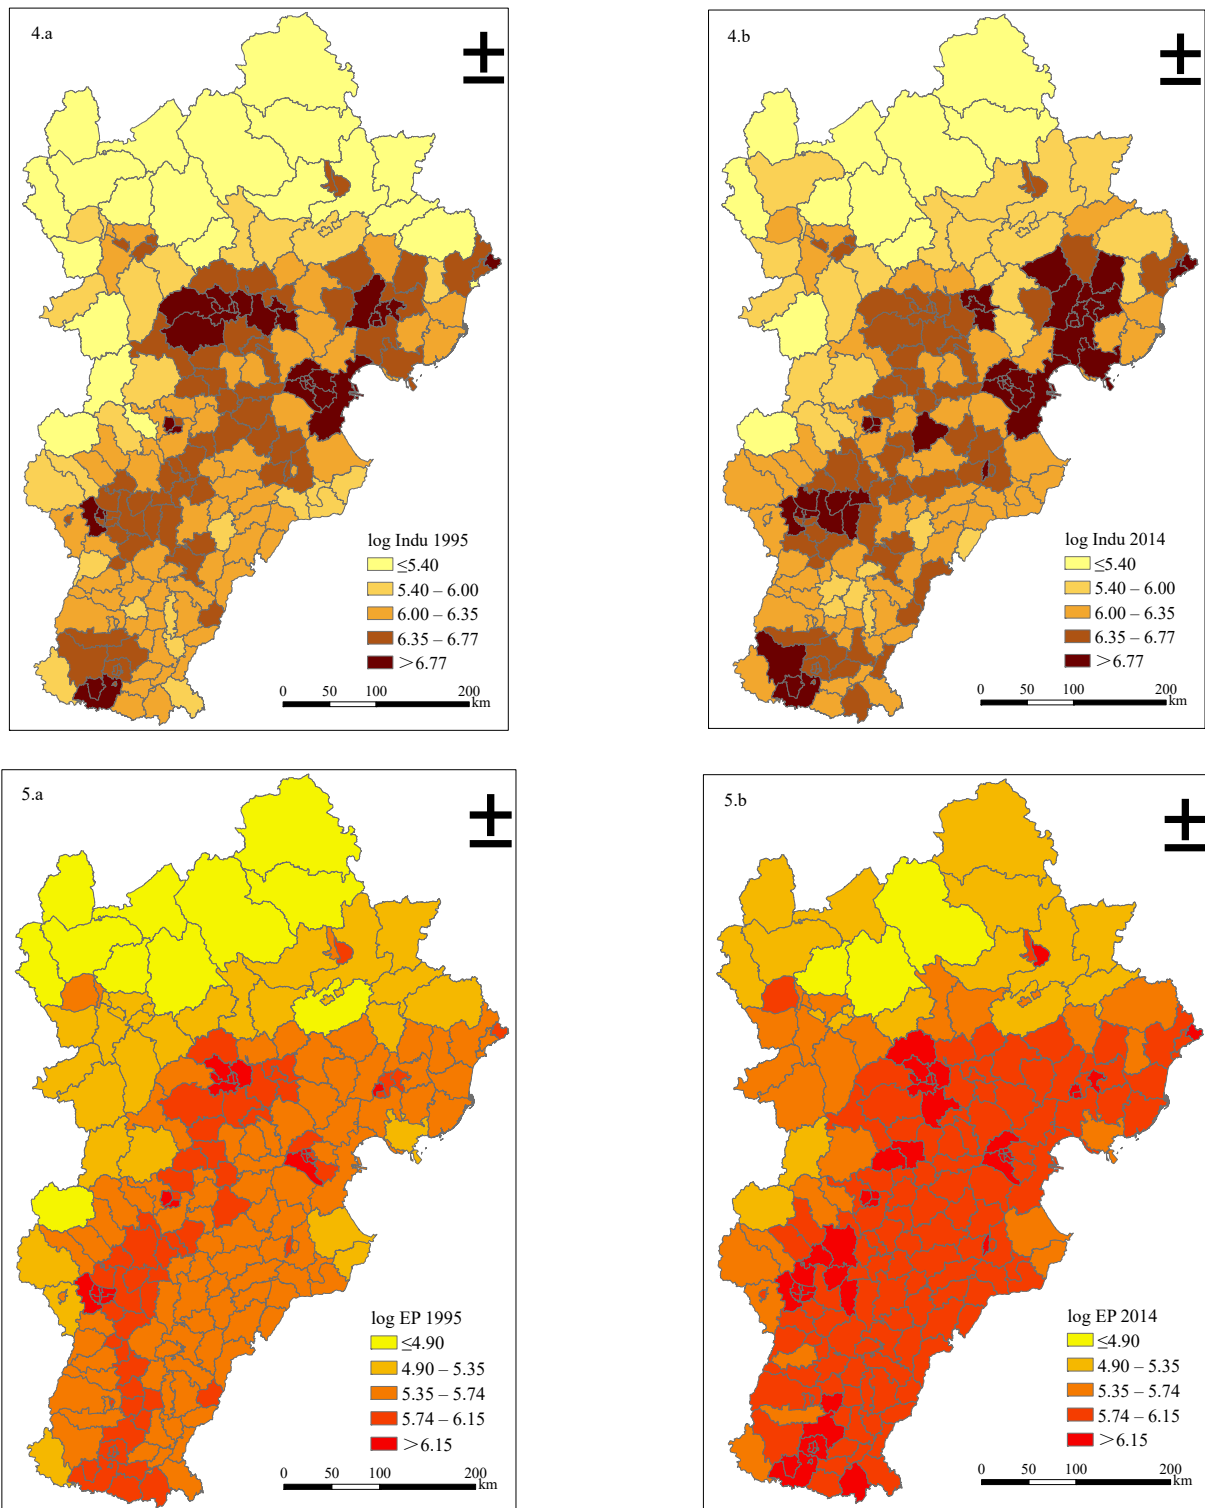 4.a
log Indu 1995
≤5.40
5.40 – 6.00
6.00 – 6.35
6.35 – 6.77
>6.77
0 50 100 200
km
4.b
log Indu 2014
≤5.40
5.40 – 6.00
6.00 – 6.35
6.35 – 6.77
>6.77
0 50 100 200
km
5.a
log EP 1995
≤4.90
4.90 – 5.35
5.35 – 5.74
5.74 – 6.15
>6.15
0 50 100 200
km
5.b
log EP 2014
≤4.90
4.90 – 5.35
5.35 – 5.74
5.74 – 6.15
>6.15
0 50 100 200
km